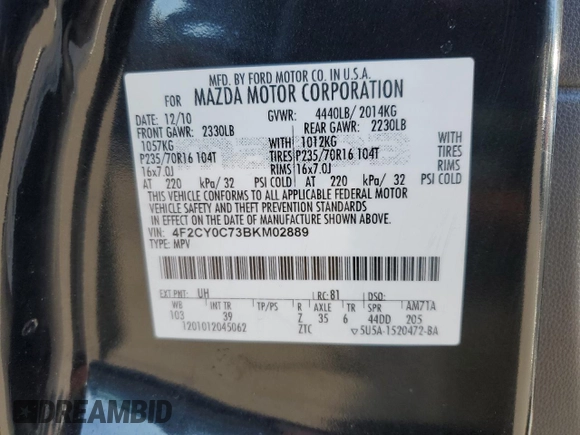 MFD. BY FORD MOTOR CO. IN U.S.A.
FOR MAZDA MOTOR CORPORATION
DATE: 12/10 GVWR: 4440LB/ 2014KG
FRONT GAWR: 2330LB REAR GAWR: 2230LB
1057KG WITH 1012KG WITH
P235/70R16 104T TIRES P235/70R16 104T TIRES
16x7.0J RIMS 16x7.0J RIMS
AT 220 kPa/ 32 PSI COLD AT 220 kPa/ 32 PSI COLD
THIS VEHICLE CONFORMS TO ALL APPLICABLE FEDERAL MOTOR
VEHICLE SAFETY AND THEFT PREVENTION STANDARDS
IN EFFECT ON THE DATE OF MANUFACTURE SHOWN ABOVE.
VIN: 4F2CY0C73BKM02889
TYPE: MPV
EXT PNT: UH RC: 81 DSO:
WB INT TR TP/PS R AXLE TR SPR AM7TA
103 39 Z 35 6 44DD 205
1201012045062 ZTC 5U5A-1520472-BA
DREAMBID